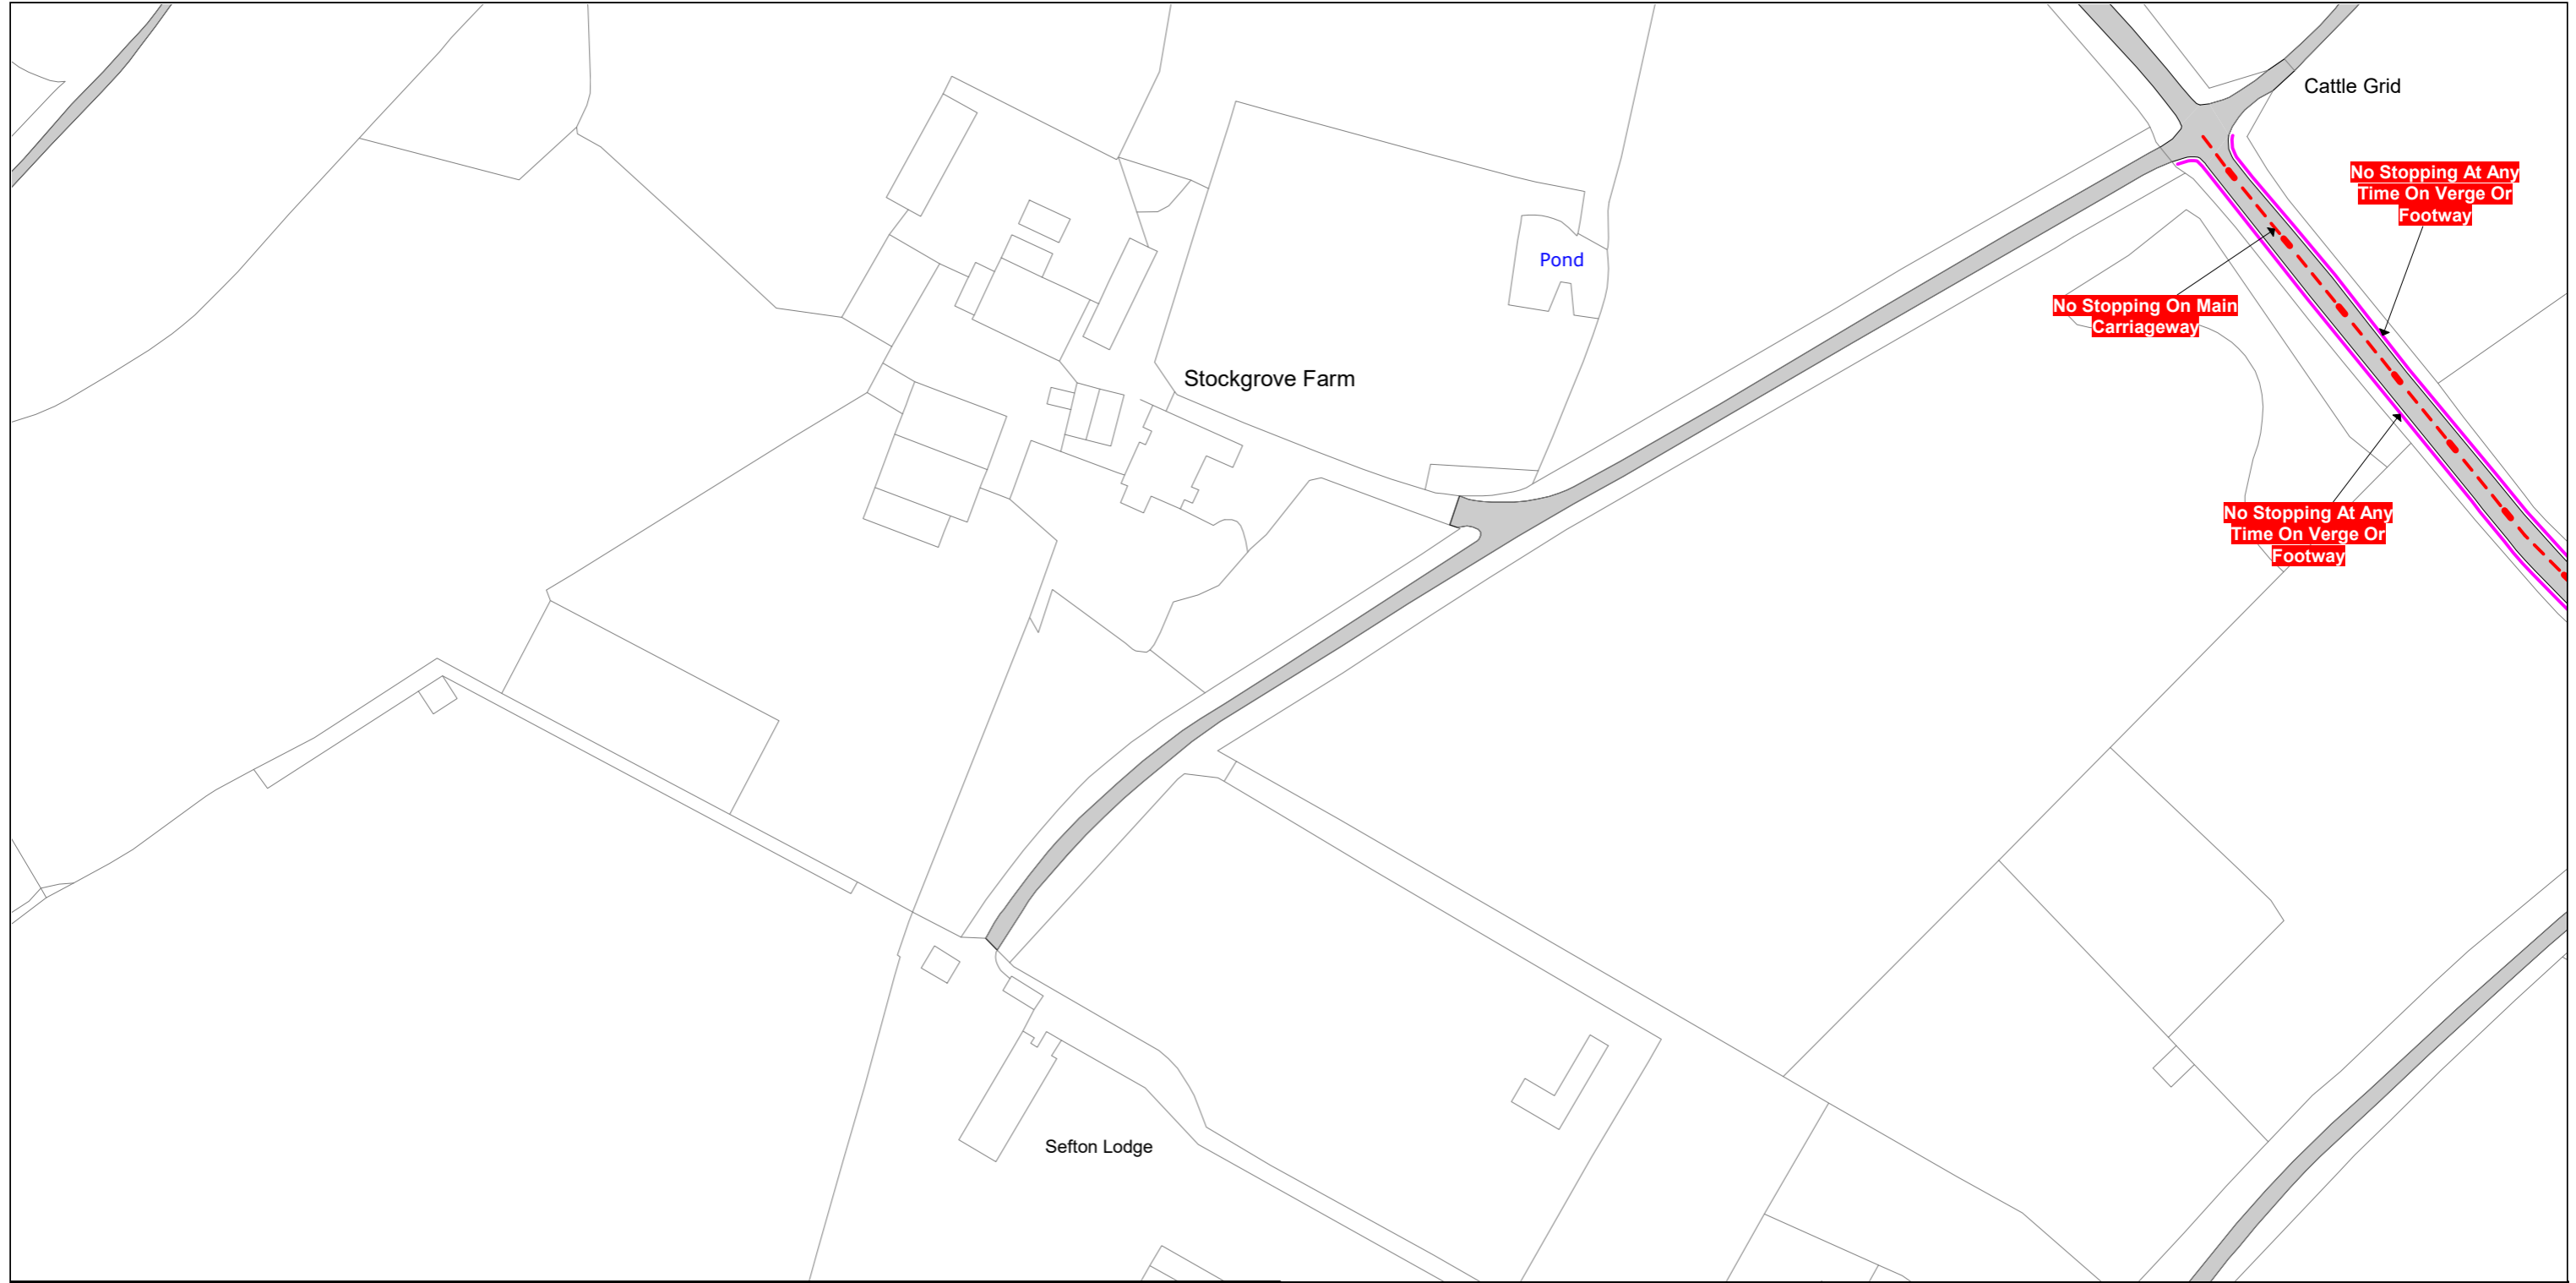 Cattle Grid
No Stopping At Any
Time On Verge Or
Footway
Pond
No Stopping On Main
Carriageway
Stockgrove Farm
No Stopping At Any
Time On Verge Or
Footway
Sefton Lodge